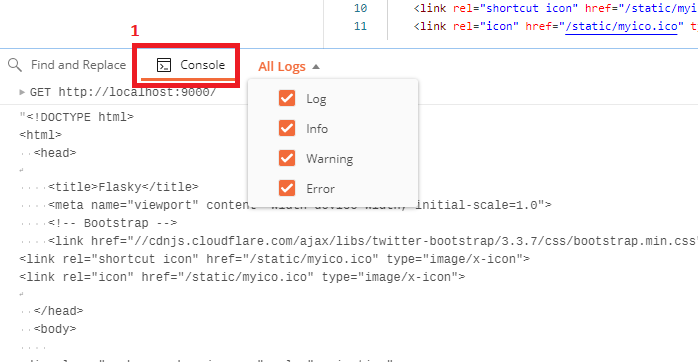 10 <link rel="shortcut icon" href="/static/myi
11 <link rel="icon" href="/static/myico.ico" t
1
Find and Replace Console All Logs
GET http://localhost:9000/
Log
Info
Warning
Error
"<!DOCTYPE html>
<html>
<head>
<title>Flasky</title>
<meta name="viewport" content initial-scale=1.0">
<!-- Bootstrap -->
<link href="//cdnjs.cloudflare.com/ajax/libs/twitter-bootstrap/3.3.7/css/bootstrap.min.css"
<link rel="shortcut icon" href="/static/myico.ico" type="image/x-icon">
<link rel="icon" href="/static/myico.ico" type="image/x-icon">
</head>
<body>